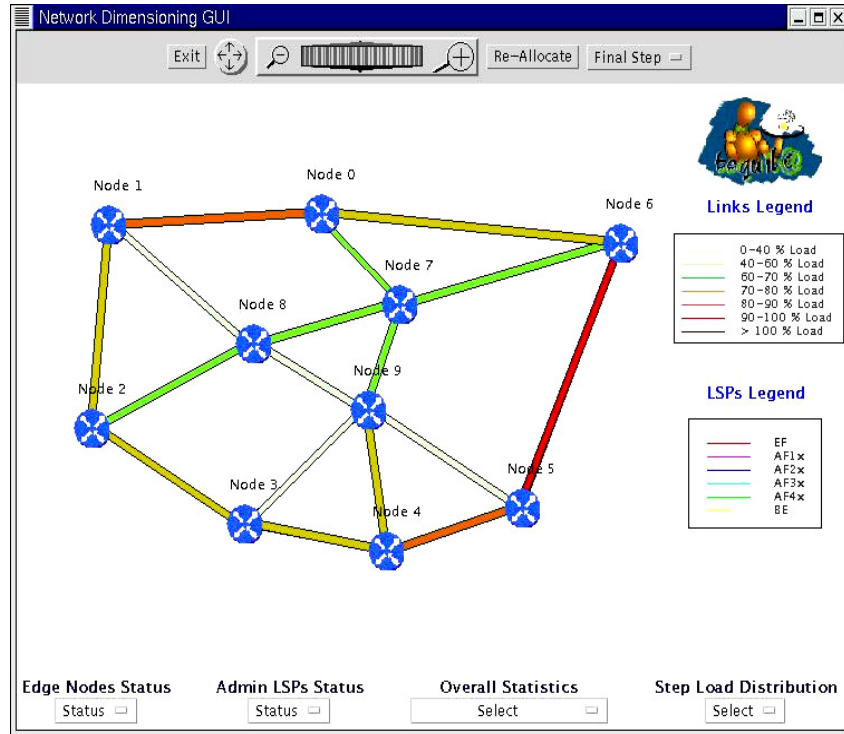 Network Dimensioning GUI
Exit
Re-Allocate
Final Step
tequil@
Node 1
Node 0
Node 6
Links Legend
0-40 % Load
40-60 % Load
60-70 % Load
70-80 % Load
80-90 % Load
90-100 % Load
> 100 % Load
Node 7
Node 8
Node 9
Node 2
LSPs Legend
EF
AF1x
AF2x
AF3x
AF4x
BE
Node 3
Node 5
Node 4
Edge Nodes Status
Admin LSPs Status
Overall Statistics
Step Load Distribution
Status
Status
Select
Select